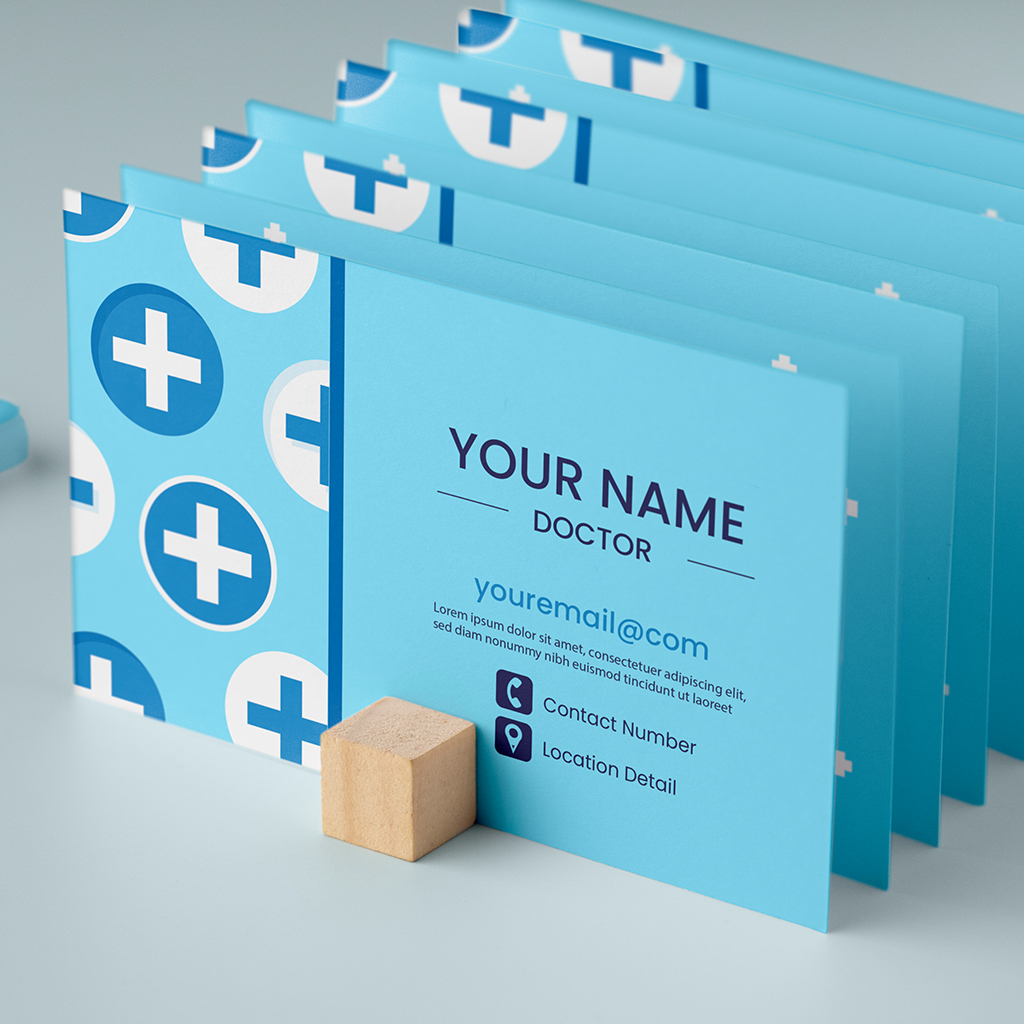 YOUR NAME
DOCTOR
youremail@com
Lorem ipsum dolor sit amet, consectetuer adipiscing elit,
sed diam nonummy nibh euismod tincidunt ut laoreet
Contact Number
Location Detail